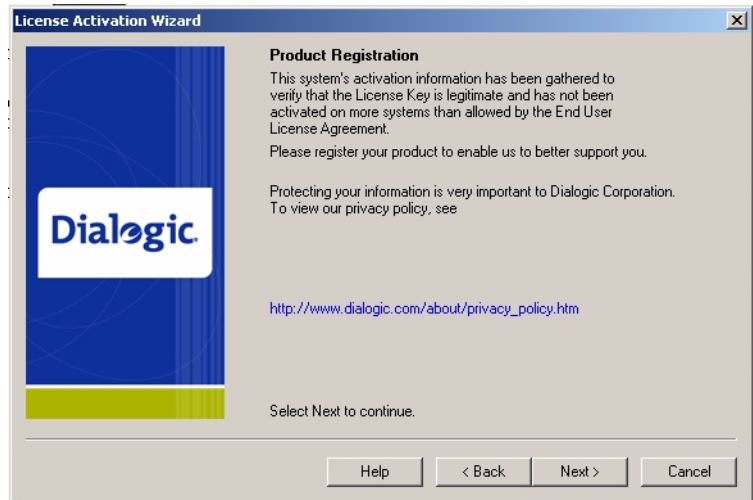 License Activation Wizard
Product Registration
This system's activation information has been gathered to
verify that the License Key is legitimate and has not been
activated on more systems than allowed by the End User
License Agreement.
Please register your product to enable us to better support you.
Protecting your information is very important to Dialogic Corporation.
To view our privacy policy, see
Dialogic.
http://www.dialogic.com/about/privacy_policy.htm
Select Next to continue.
Help
< Back
Next >
Cancel